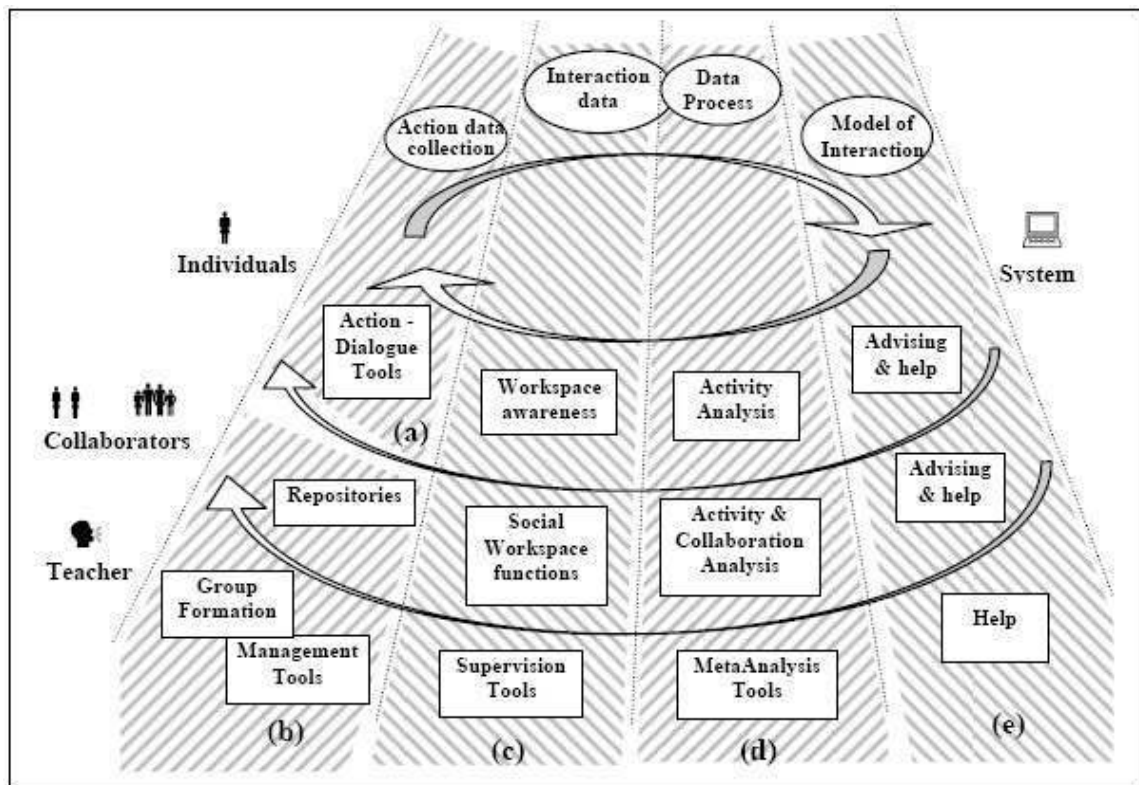 Interaction
data
Data
Process
Action data
collection
Model of
Interaction
Individuals
System
Action -
Dialogue
Tools
Advising
& help
Workspace
awareness
Activity
Analysis
Collaborators
(a)
Advising
& help
Repositories
Social
Workspace
functions
Activity &
Collaboration
Analysis
Teacher
Group
Formation
Help
Management
Tools
Supervision
Tools
MetaAnalysis
Tools
(b)
(c)
(d)
(e)